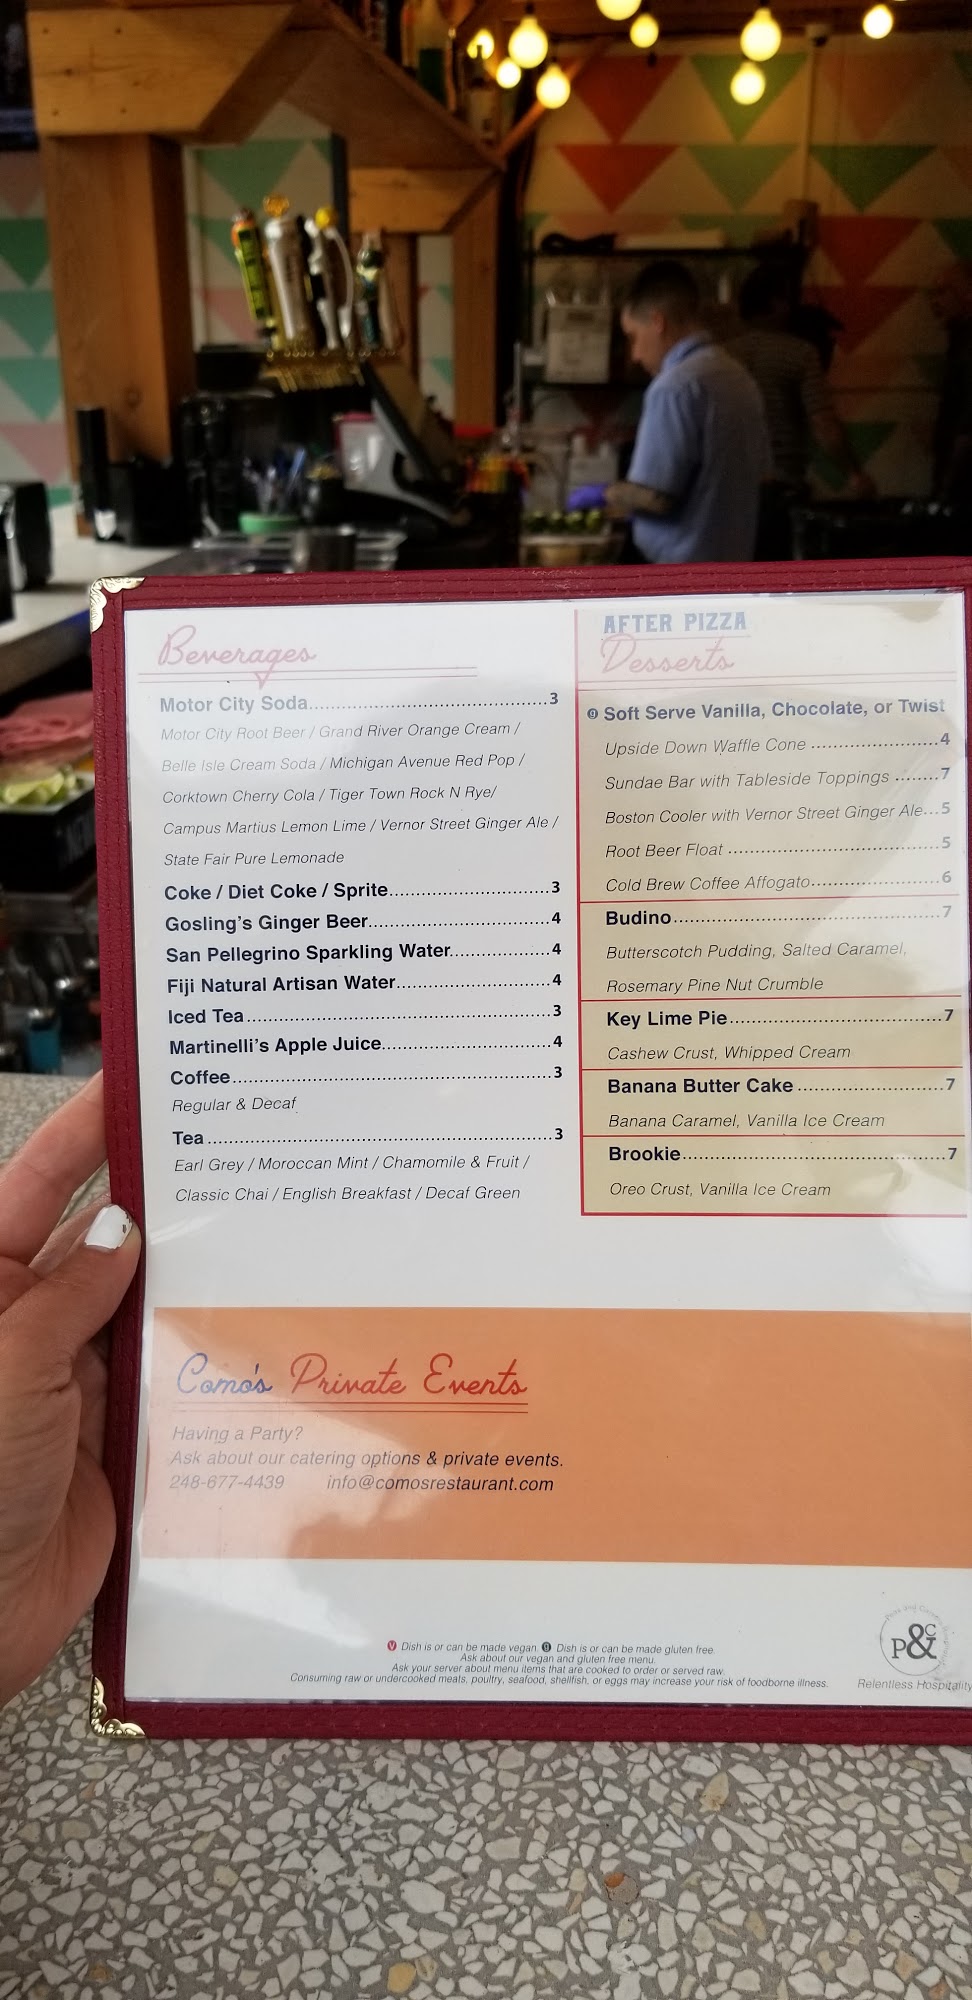 Beverages
Motor City Soda..........3
Motor City Root Beer / Grand River Orange Cream /
Belle Isle Cream Soda / Michigan Avenue Red Pop /
Corktown Cherry Cola / Tiger Town Rock N Rye/
Campus Martius Lemon Lime / Vernor Street Ginger Ale /
State Fair Pure Lemonade
Coke / Diet Coke / Sprite..........3
Gosling's Ginger Beer..........4
San Pellegrino Sparkling Water..........4
Fiji Natural Artisan Water..........4
Iced Tea..........3
Martinelli's Apple Juice..........4
Coffee..........3
Regular & Decaf
Tea..........3
Earl Grey / Moroccan Mint / Chamomile & Fruit /
Classic Chai / English Breakfast / Decaf Green
AFTER PIZZA
Desserts
g Soft Serve Vanilla, Chocolate, or Twist
Upside Down Waffle Cone..........4
Sundae Bar with Tableside Toppings........7
Boston Cooler with Vernor Street Ginger Ale...5
Root Beer Float..........5
Cold Brew Coffee Affogato..........6
Budino..........7
Butterscotch Pudding, Salted Caramel,
Rosemary Pine Nut Crumble
Key Lime Pie..........7
Cashew Crust, Whipped Cream
Banana Butter Cake..........7
Banana Caramel, Vanilla Ice Cream
Brookie..........7
Oreo Crust, Vanilla Ice Cream
Como's Private Events
Having a Party?
Ask about our catering options & private events.
248-677-4439 info@comosrestaurant.com
V Dish is or can be made vegan. g Dish is or can be made gluten free.
Ask about our vegan and gluten free menu.
Ask your server about menu items that are cooked to order or served raw.
Consuming raw or undercooked meats, poultry, seafood, shellfish, or eggs may increase your risk of foodborne illness.
P&C
Relentless Hospitality